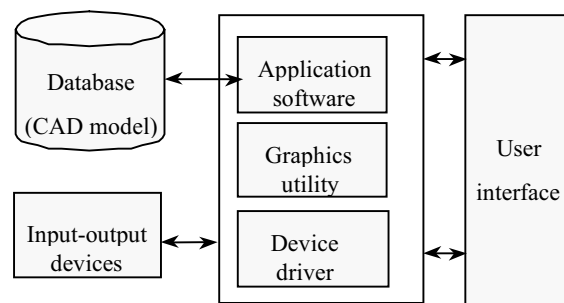 Database
(CAD model)
Application
software
Graphics
utility
Input-output
devices
Device
driver
User
interface